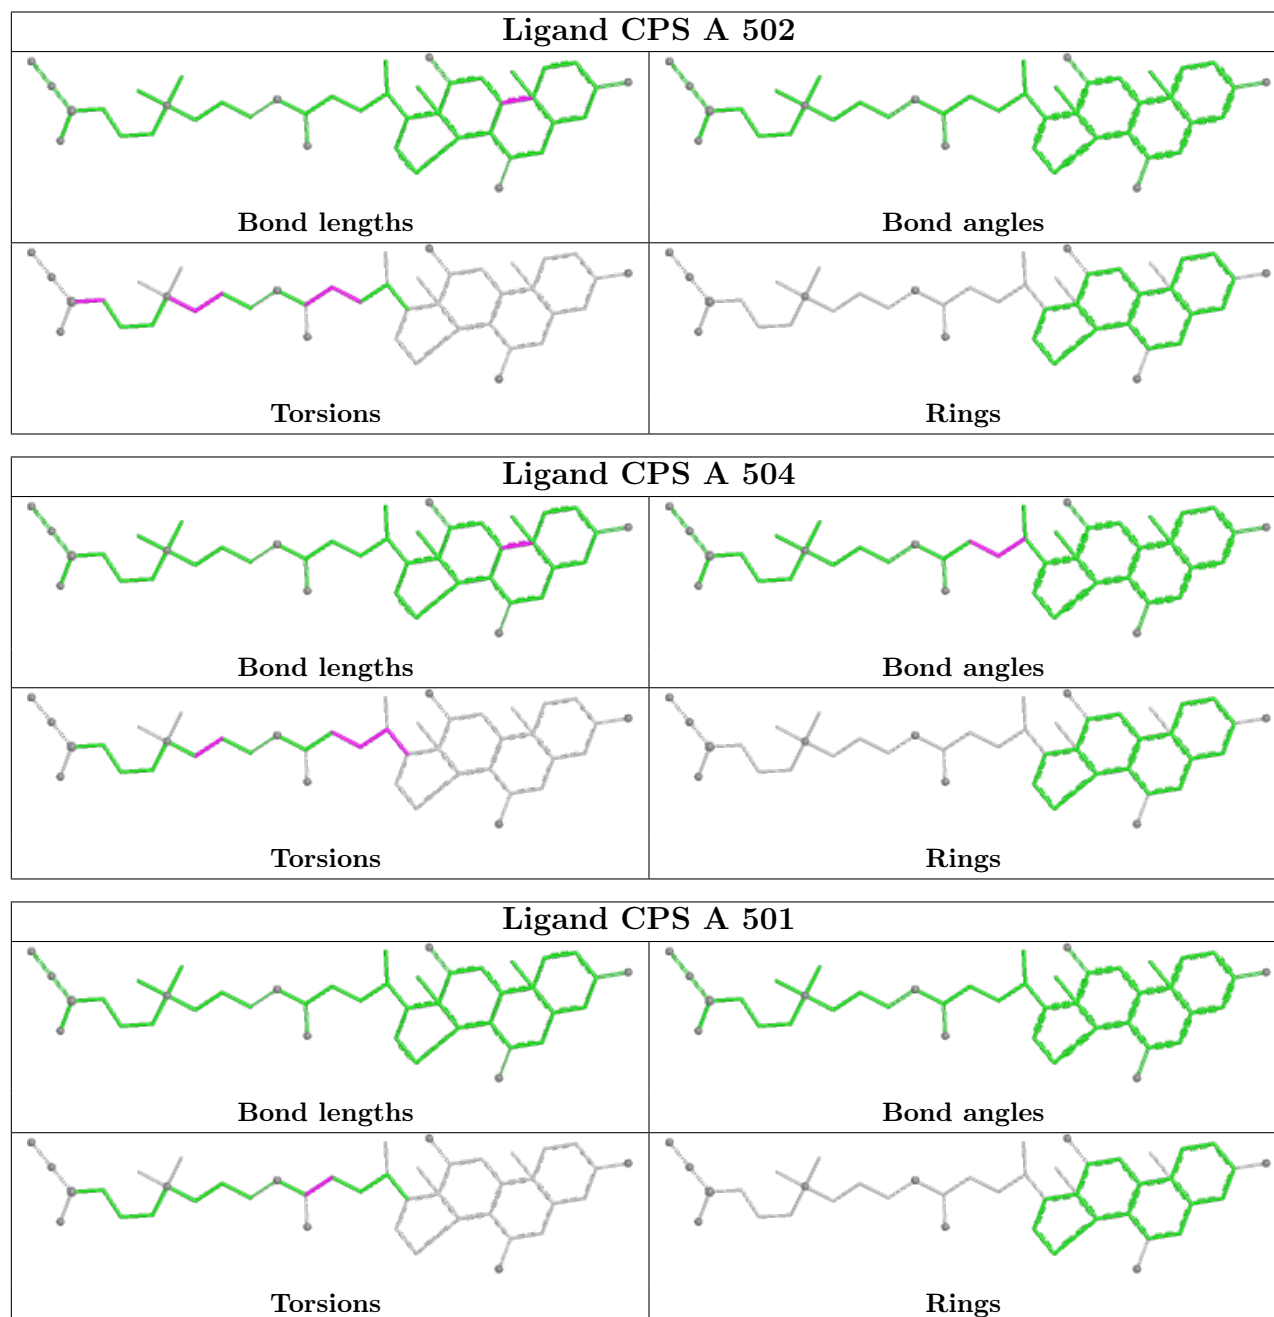 Ligand CPS A 502
Bond lengths
Bond angles
Torsions
Rings
Ligand CPS A 504
Bond lengths
Bond angles
Torsions
Rings
Ligand CPS A 501
Bond lengths
Bond angles
Torsions
Rings